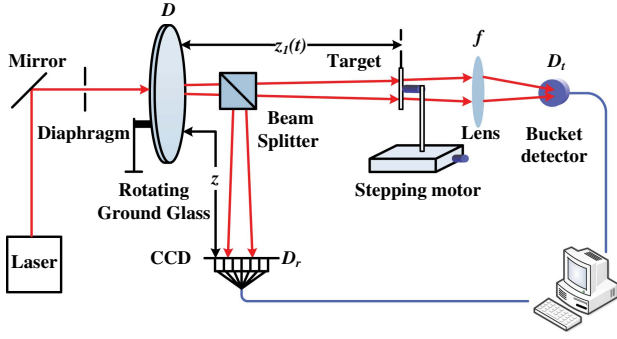 D
z₁(t)
Mirror
Target
f
Dₜ
Diaphragm
Beam
Splitter
Lens
Bucket
detector
Rotating
Ground Glass
z
Stepping motor
CCD
Dᵣ
Laser